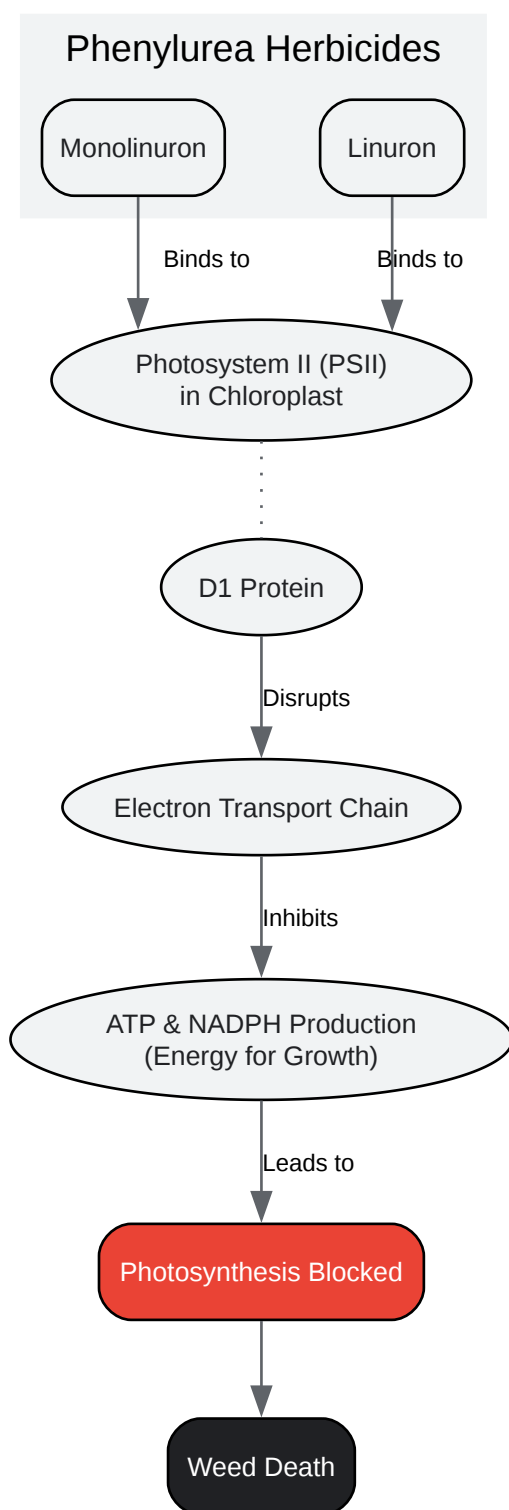 Phenylurea Herbicides
Monolinuron
Linuron
Binds to
Binds to
Photosystem II (PSII)
in Chloroplast
D1 Protein
Disrupts
Electron Transport Chain
Inhibits
ATP & NADPH Production
(Energy for Growth)
Leads to
Photosynthesis Blocked
Weed Death